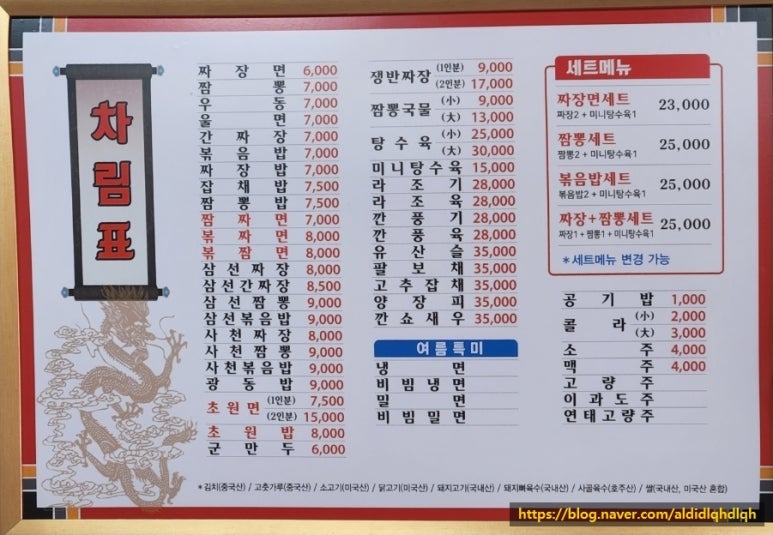 차림표
짜장면 6,000
짬뽕 7,000
우동 7,000
울면 7,000
간짜장 7,000
볶음밥 7,000
짜장밥 7,000
잡채밥 7,500
짬뽕밥 7,500
짬짜면 7,000
볶짜면 8,000
볶짬면 8,000
삼선짜장 8,000
삼선간짜장 8,500
삼선짬뽕 9,000
삼선볶음밥 9,000
사천짜장 8,000
사천짬뽕 9,000
사천볶음밥 9,000
광동밥 9,000
초원면 (1인분) 7,500
(2인분) 15,000
초원밥 8,000
군만두 6,000
쟁반짜장 (1인분) 9,000
(2인분) 17,000
짬뽕국물 (小) 9,000
(大) 13,000
탕수육 (小) 25,000
(大) 30,000
미니탕수육 15,000
라조기 28,000
라조육 28,000
깐풍기 28,000
깐풍육 28,000
유산슬 35,000
팔보채 35,000
고추잡채 35,000
양장피 35,000
깐쇼새우 35,000
여름특미
냉면
비빔냉면
밀면
비빔밀면
세트메뉴
짜장면세트 23,000
짜장2 + 미니탕수육1
짬뽕세트 25,000
짬뽕2 + 미니탕수육1
볶음밥세트 25,000
볶음밥2 + 미니탕수육1
짜장+짬뽕세트 25,000
짜장1 + 짬뽕1 + 미니탕수육1
*세트메뉴 변경 가능
공기밥 1,000
콜라 (小) 2,000
(大) 3,000
소주 4,000
맥주 4,000
고량주
이과도주
연태고량주
*김치(중국산) / 고춧가루(중국산) / 소고기(미국산) / 닭고기(미국산) / 돼지고기(국내산) / 돼지뼈육수(국내산) / 사골육수(호주산) / 쌀(국내산, 미국산 혼합)
https://blog.naver.com/aldidlqhdlqh